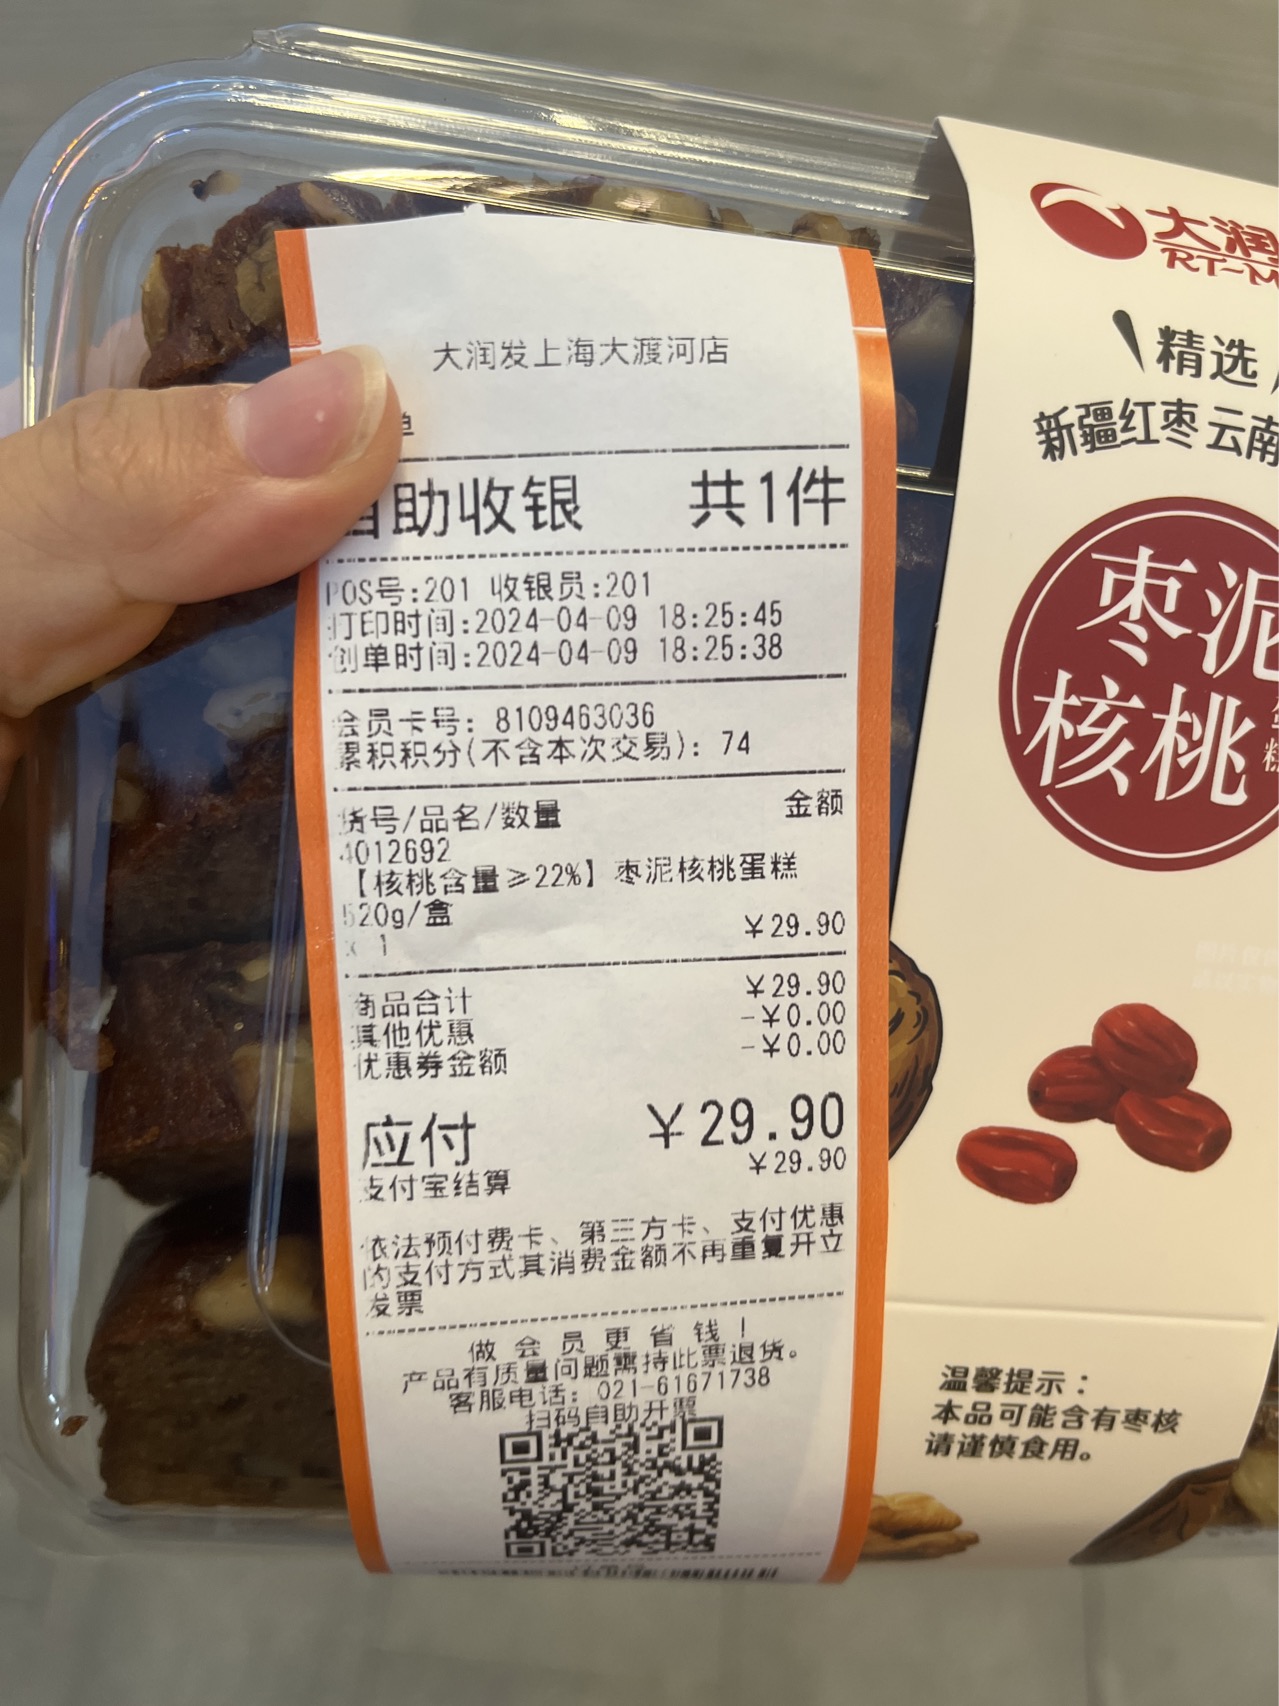 大润发上海大渡河店
单
自助收银 共1件
POS号:201 收银员:201
打印时间:2024-04-09 18:25:45
创单时间:2024-04-09 18:25:38
会员卡号: 8109463036
累积积分(不含本次交易): 74
货号/品名/数量 金额
4012692
【核桃含量≥22%】枣泥核桃蛋糕
520g/盒
x 1 ¥29.90
商品合计 ¥29.90
其他优惠 -¥0.00
优惠券金额 -¥0.00
应付 ¥29.90
支付宝结算 ¥29.90
依法预付费卡、第三方卡、支付优惠
的支付方式其消费金额不再重复开立
发票
做会员更省钱！
产品有质量问题需持此票退货。
客服电话: 021-61671738
扫码自助开票
大润
RT-M
精选
新疆红枣云南
枣泥
核桃
温馨提示：
本品可能含有枣核
请谨慎食用。